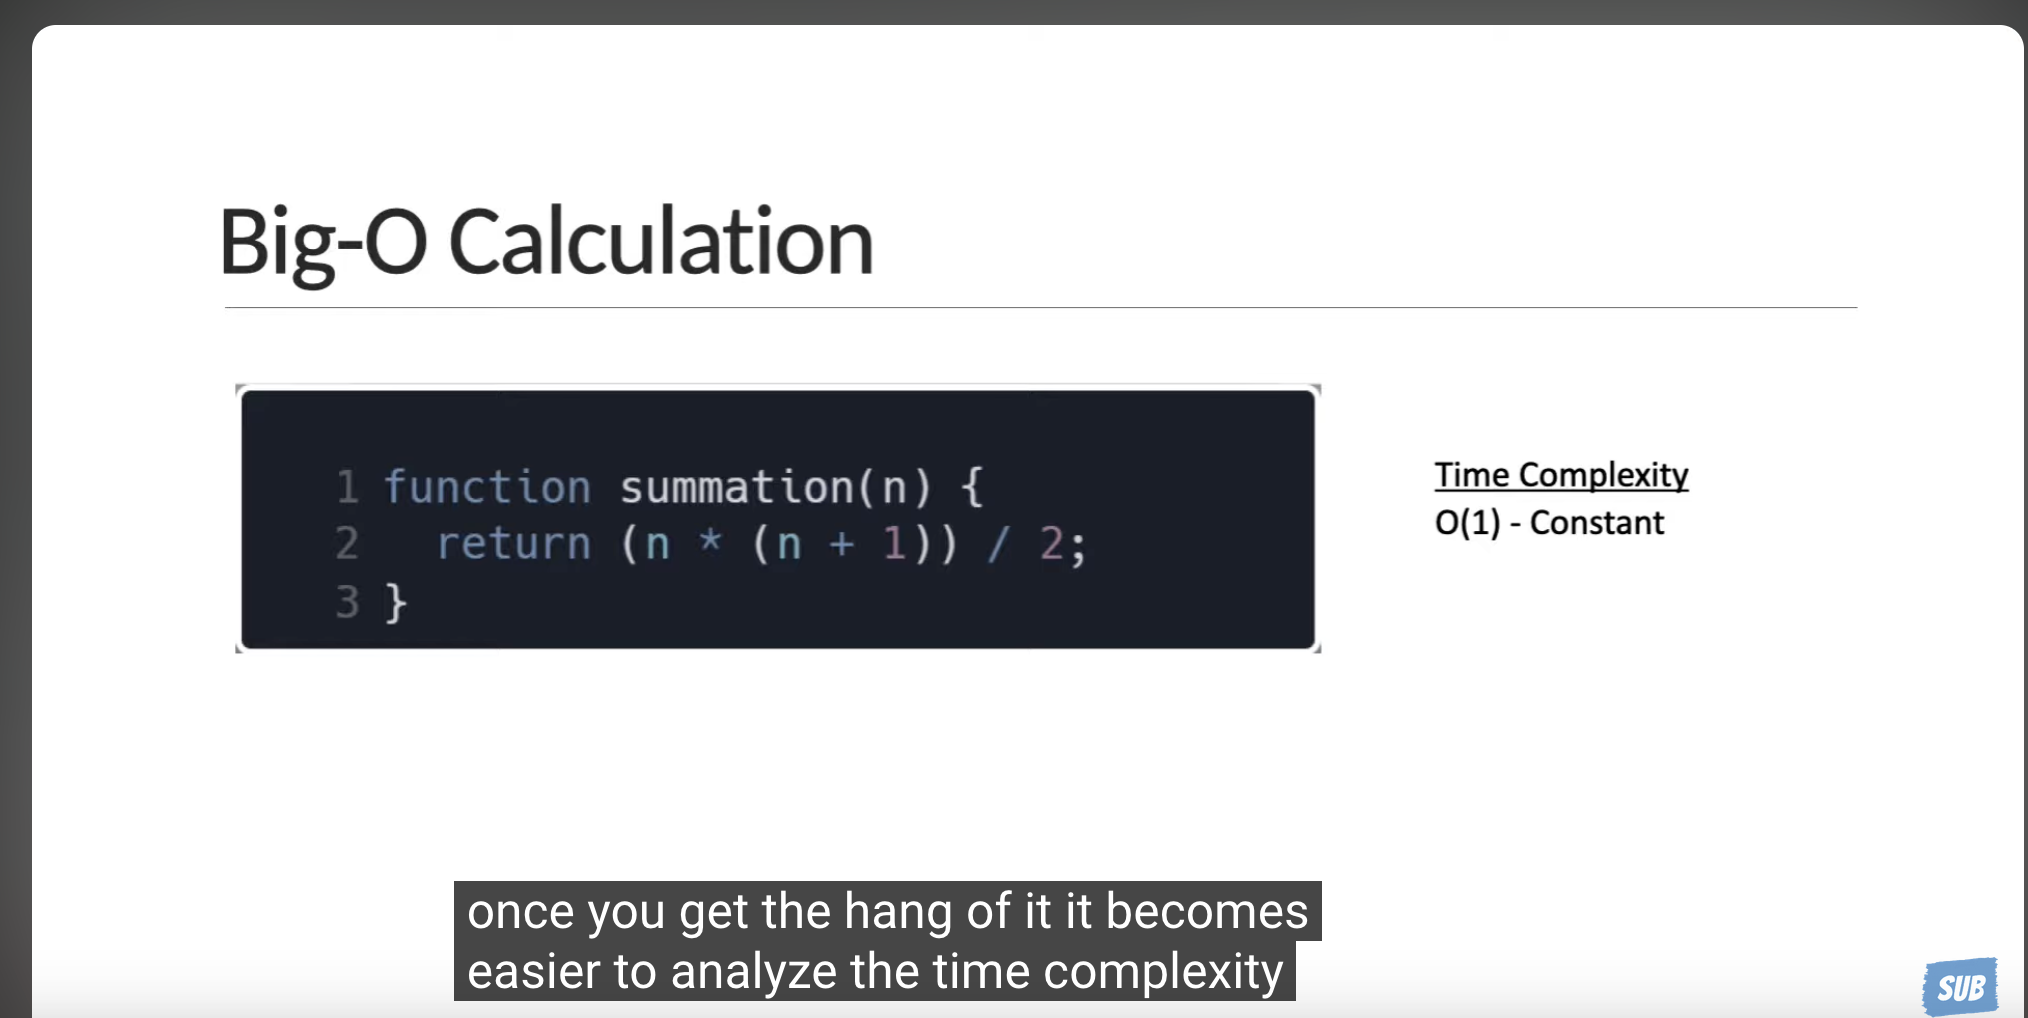 Big-O Calculation
1 function summation(n) {
2 return (n * (n + 1)) / 2;
3 }
Time Complexity
O(1) - Constant
once you get the hang of it it becomes
easier to analyze the time complexity
SUB